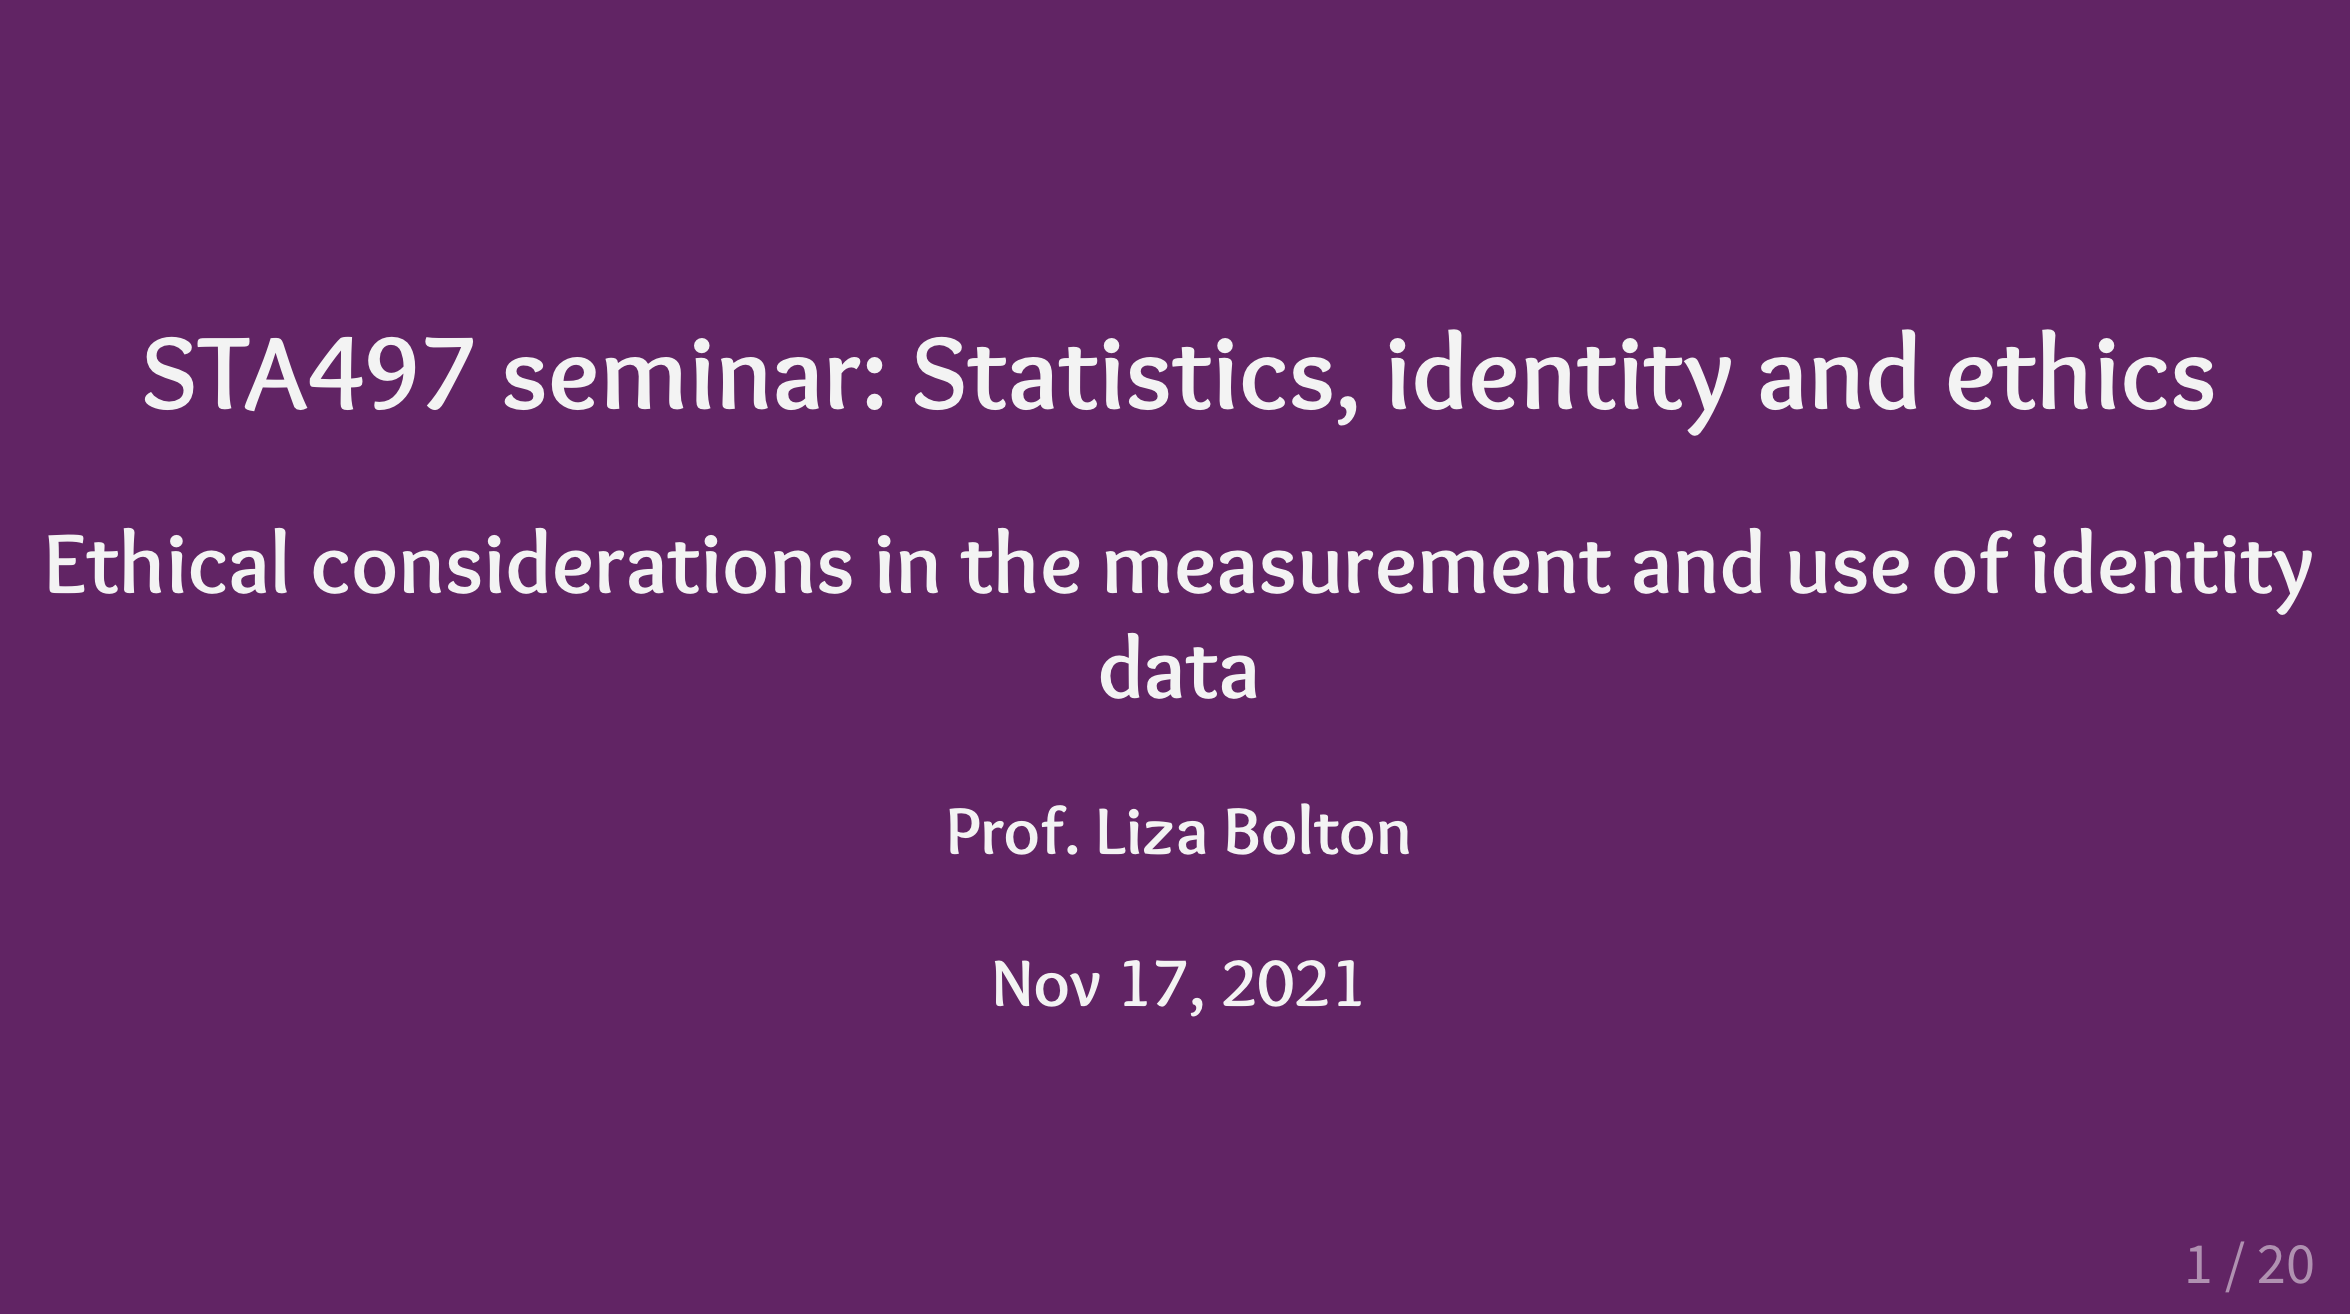 STA497 seminar: Statistics, identity and ethics
Ethical considerations in the measurement and use of identity
data
Prof. Liza Bolton
Nov 17, 2021
1 / 20